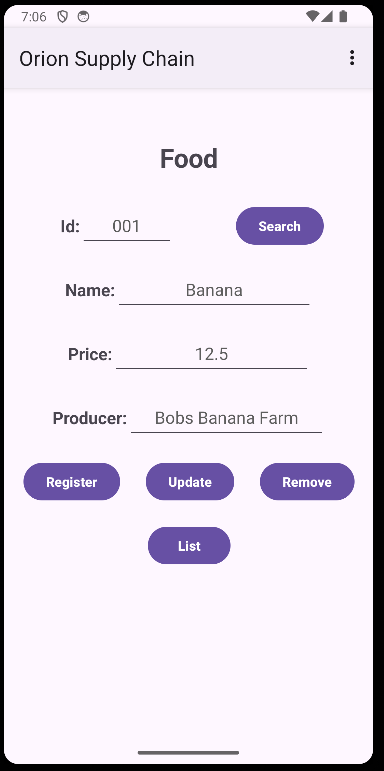 7:06
Orion Supply Chain
Food
Id: 001 Search
Name: Banana
Price: 12.5
Producer: Bobs Banana Farm
Register Update Remove
List